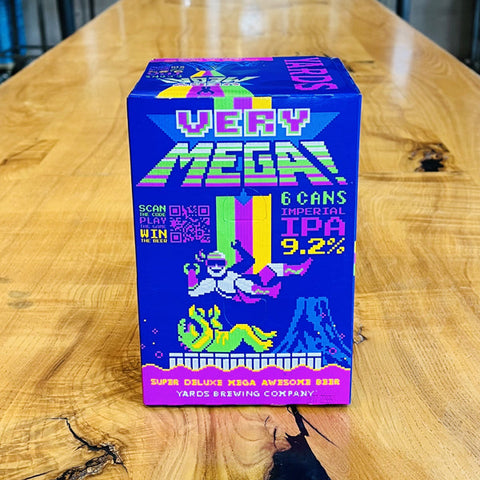 YARDS
VERY
MEGA!
SCAN
THE CODE
PLAY
THE GAME
WIN
THE BEER
6 CANS
IMPERIAL
IPA
9.2%
SUPER DELUXE MEGA AWESOME BEER
YARDS BREWING COMPANY